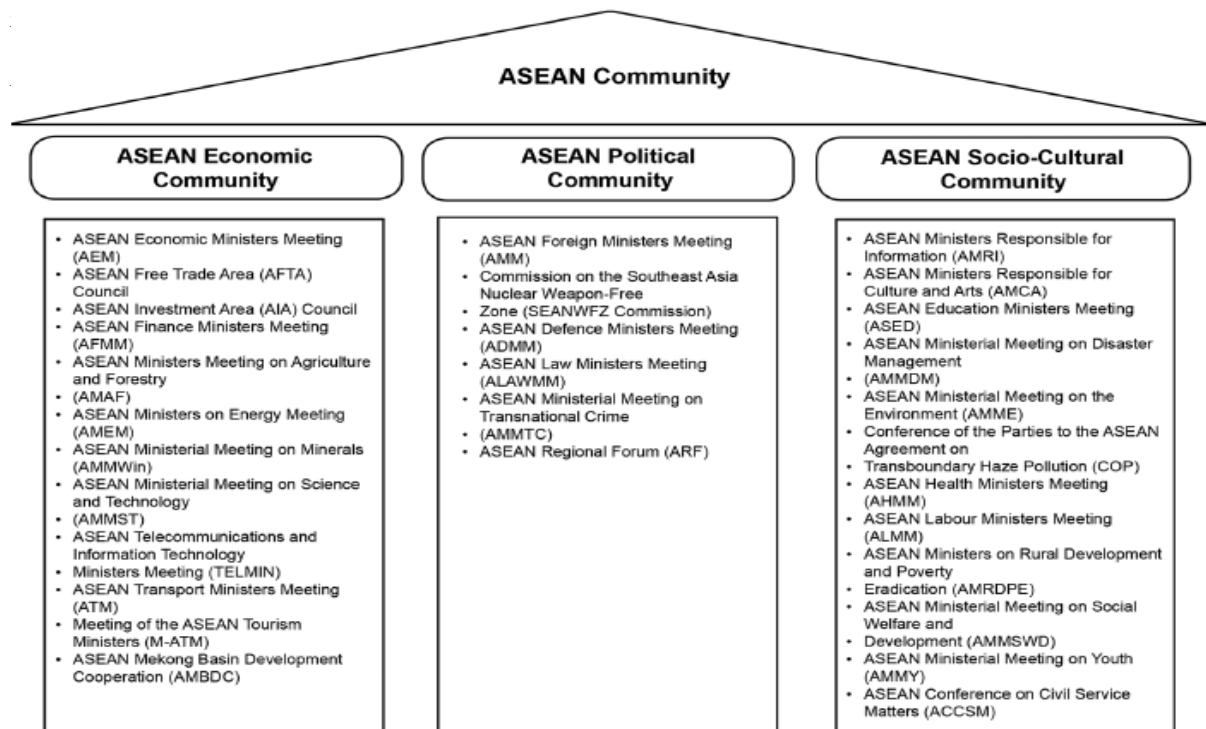 ASEAN Community
ASEAN Economic
Community
• ASEAN Economic Ministers Meeting
(AEM)
• ASEAN Free Trade Area (AFTA)
Council
• ASEAN Investment Area (AIA) Council
• ASEAN Finance Ministers Meeting
(AFMM)
• ASEAN Ministers Meeting on Agriculture
and Forestry
• (AMAF)
• ASEAN Ministers on Energy Meeting
(AMEM)
• ASEAN Ministerial Meeting on Minerals
(AMMWin)
• ASEAN Ministerial Meeting on Science
and Technology
• (AMMST)
• ASEAN Telecommunications and
Information Technology
• Ministers Meeting (TELMIN)
• ASEAN Transport Ministers Meeting
(ATM)
• Meeting of the ASEAN Tourism
Ministers (M-ATM)
• ASEAN Mekong Basin Development
Cooperation (AMBDC)
ASEAN Political
Community
• ASEAN Foreign Ministers Meeting
(AMM)
• Commission on the Southeast Asia
Nuclear Weapon-Free
• Zone (SEANWFZ Commission)
• ASEAN Defence Ministers Meeting
(ADMM)
• ASEAN Law Ministers Meeting
(ALAWMM)
• ASEAN Ministerial Meeting on
Transnational Crime
• (AMMTC)
• ASEAN Regional Forum (ARF)
ASEAN Socio-Cultural
Community
• ASEAN Ministers Responsible for
Information (AMRI)
• ASEAN Ministers Responsible for
Culture and Arts (AMCA)
• ASEAN Education Ministers Meeting
(ASED)
• ASEAN Ministerial Meeting on Disaster
Management
• (AMMDM)
• ASEAN Ministerial Meeting on the
Environment (AMME)
• Conference of the Parties to the ASEAN
Agreement on
• Transboundary Haze Pollution (COP)
• ASEAN Health Ministers Meeting
(AHMM)
• ASEAN Labour Ministers Meeting
(ALMM)
• ASEAN Ministers on Rural Development
and Poverty
• Eradication (AMRDPE)
• ASEAN Ministerial Meeting on Social
Welfare and
• Development (AMMSWD)
• ASEAN Ministerial Meeting on Youth
(AMMY)
• ASEAN Conference on Civil Service
Matters (ACCSM)